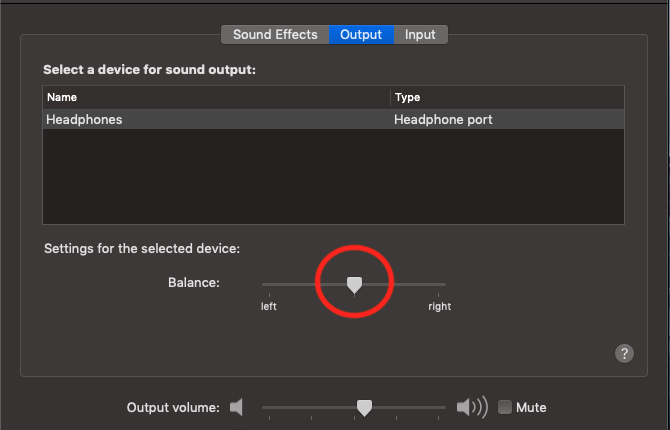 Sound Effects Output Input
Select a device for sound output:
Name Type
Headphones Headphone port
Settings for the selected device:
Balance:
left right
?
Output volume: Mute